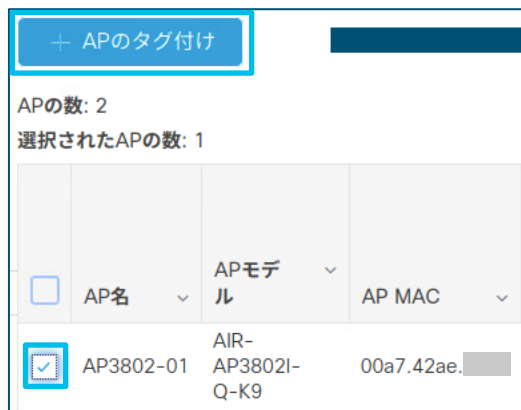 + APのタグ付け
APの数: 2
選択されたAPの数: 1
AP名
APモデ
ル
AP MAC
AP3802-01
AIR-
AP3802I-
Q-K9
00a7.42ae.